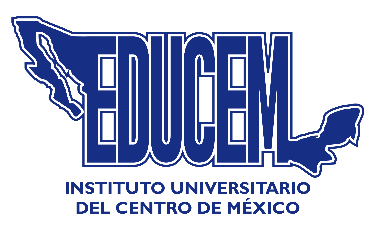 EDUCEM
INSTITUTO UNIVERSITARIO
DEL CENTRO DE MÉXICO